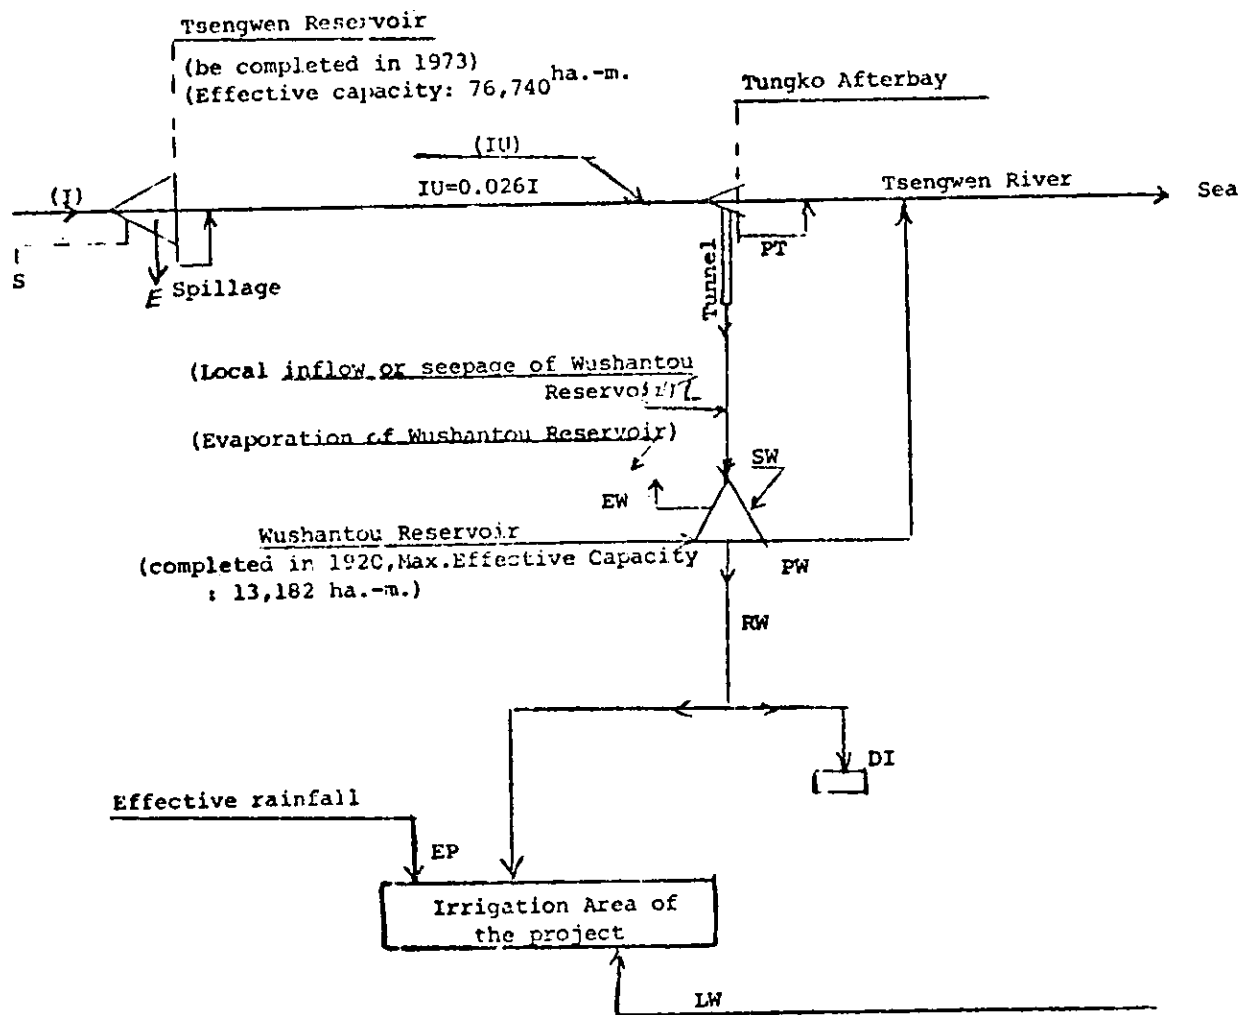 Tsengwen Reservoir
(be completed in 1973)
(Effective capacity: 76,740 ha.-m.
Tungko Afterbay
(IU)
(I)
IU=0.026I
Tsengwen River
Sea
S
E
Spillage
Tunnel
PT
(Local inflow or seepage of Wushantou
(Evaporation of Wushantou Reservoir)
SW
EW
Wushantou Reservoir
(completed in 1920,Max.Effective Capacity
: 13,182 ha.-m.)
PW
RW
DI
Effective rainfall
EP
Irrigation Area of
the project
LW